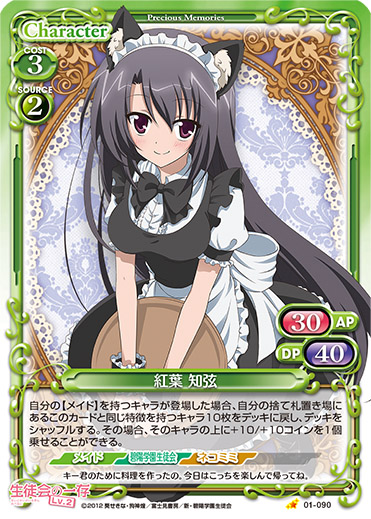 Precious Memories
Character
COST
3
SOURCE
2
30 AP
DP 40
紅葉 知弦
自分の【メイド】を持つキャラが登場した場合、自分の捨て札置き場に
あるこのカードと同じ特徴を持つキャラ10枚をデッキに戻し、デッキを
シャッフルする。その場合、そのキャラの上に+10/+10コインを1個
乗せることができる。
メイド 碧陽学園生徒会 ネコミミ
キー君のために料理を作ったの。今日はこっちを楽しんで帰ってね。
生徒会の一存
Lv.2
©2012 葵せきな・狗神煌/富士見書房/新・碧陽学園生徒会
01-090